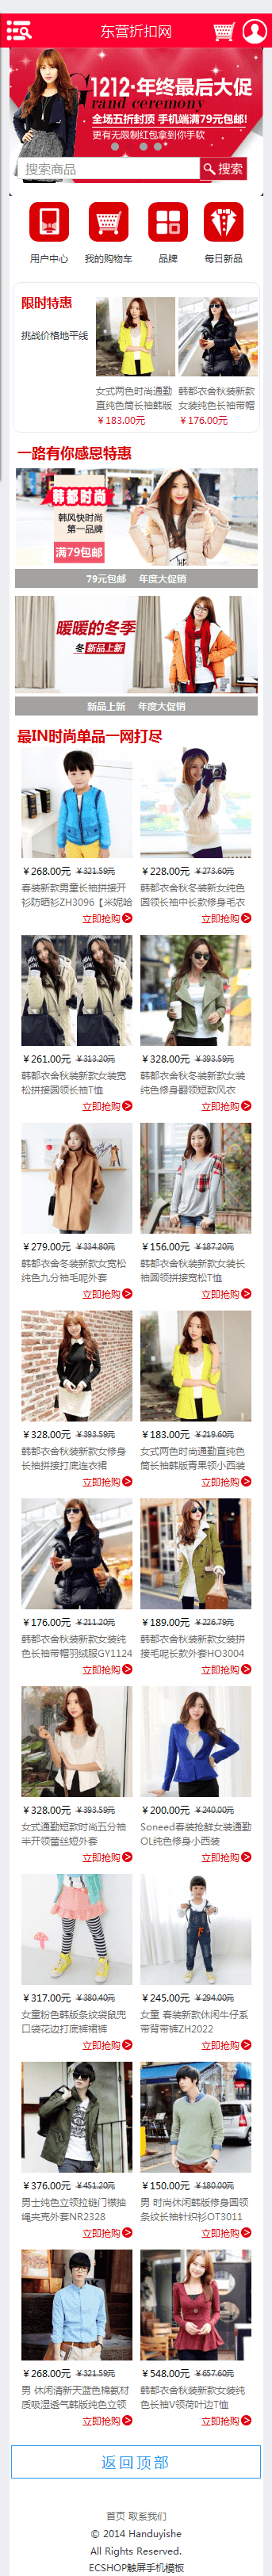 东营折扣网
1212·年终最后大促
Grand ceremony
全场五折封顶 手机端满79元包邮!
更有无限制红包拿到你手软
搜索商品
搜索
用户中心 我的购物车 品牌 每日新品
限时特惠
挑战价格地平线
女式两色时尚通勤
直纯色筒长袖韩版
￥183.00元
韩都衣舍秋装新款
女装纯色长袖带帽
￥176.00元
一路有你感恩特惠
韩都时尚
韩风快时尚
第一品牌
满79包邮
79元包邮 年度大促销
暖暖的冬季
冬 新品上新
新品上新 年度大促销
最IN时尚单品一网打尽
￥268.00元 ￥321.59元
春装新款男童长袖拼接开
衫防晒衫ZH3096【米妮哈
立即抢购
￥228.00元 ￥273.59元
韩都衣舍秋冬装新女纯色
圆领长袖中长款修身毛衣
立即抢购
￥261.00元 ￥313.20元
韩都衣舍秋装新款女装宽
松拼接圆领长袖T恤
立即抢购
￥328.00元 ￥393.59元
韩都衣舍秋冬装新款女装
纯色修身翻领短款风衣
立即抢购
￥279.00元 ￥334.80元
韩都衣舍冬装新款女宽松
纯色九分袖毛呢外套
立即抢购
￥156.00元 ￥187.20元
韩都衣舍秋装新款女装长
袖圆领拼接宽松T恤
立即抢购
￥328.00元 ￥393.59元
韩都衣舍秋装新款女修身
长袖拼接打底连衣裙
立即抢购
￥183.00元 ￥219.60元
女式两色时尚通勤直纯色
筒长袖韩版青果领小西装
立即抢购
￥176.00元 ￥211.20元
韩都衣舍秋装新款女装纯
色长袖带帽羽绒服GY1124
立即抢购
￥189.00元 ￥226.79元
韩都衣舍秋装新款女装拼
接毛呢长款外套HO3004
立即抢购
￥328.00元 ￥393.59元
女式通勤短款时尚五分袖
半开领蕾丝短外套
立即抢购
￥200.00元 ￥240.00元
Soneed春装抢鲜女装通勤
OL纯色修身小西装
立即抢购
￥317.00元 ￥380.40元
女童粉色韩版条纹袋鼠兜
口袋花边打底裤裙裤
立即抢购
￥245.00元 ￥294.00元
女童 春装新款休闲牛仔系
带背带裤ZH2022
立即抢购
￥376.00元 ￥451.20元
男士纯色立领拉链门襟抽
绳夹克外套NR2328
立即抢购
￥150.00元 ￥180.00元
男 时尚休闲韩版修身圆领
条纹长袖针织衫OT3011
立即抢购
￥268.00元 ￥321.59元
男 休闲清新天蓝色棉氨材
质吸湿透气韩版纯色立领
立即抢购
￥548.00元 ￥657.60元
韩都衣舍秋装新款女装纯
色长袖V领荷叶边T恤
立即抢购
返回顶部
首页 联系我们
© 2014 Handuyishe
All Rights Reserved.
ECSHOP触屏手机模板